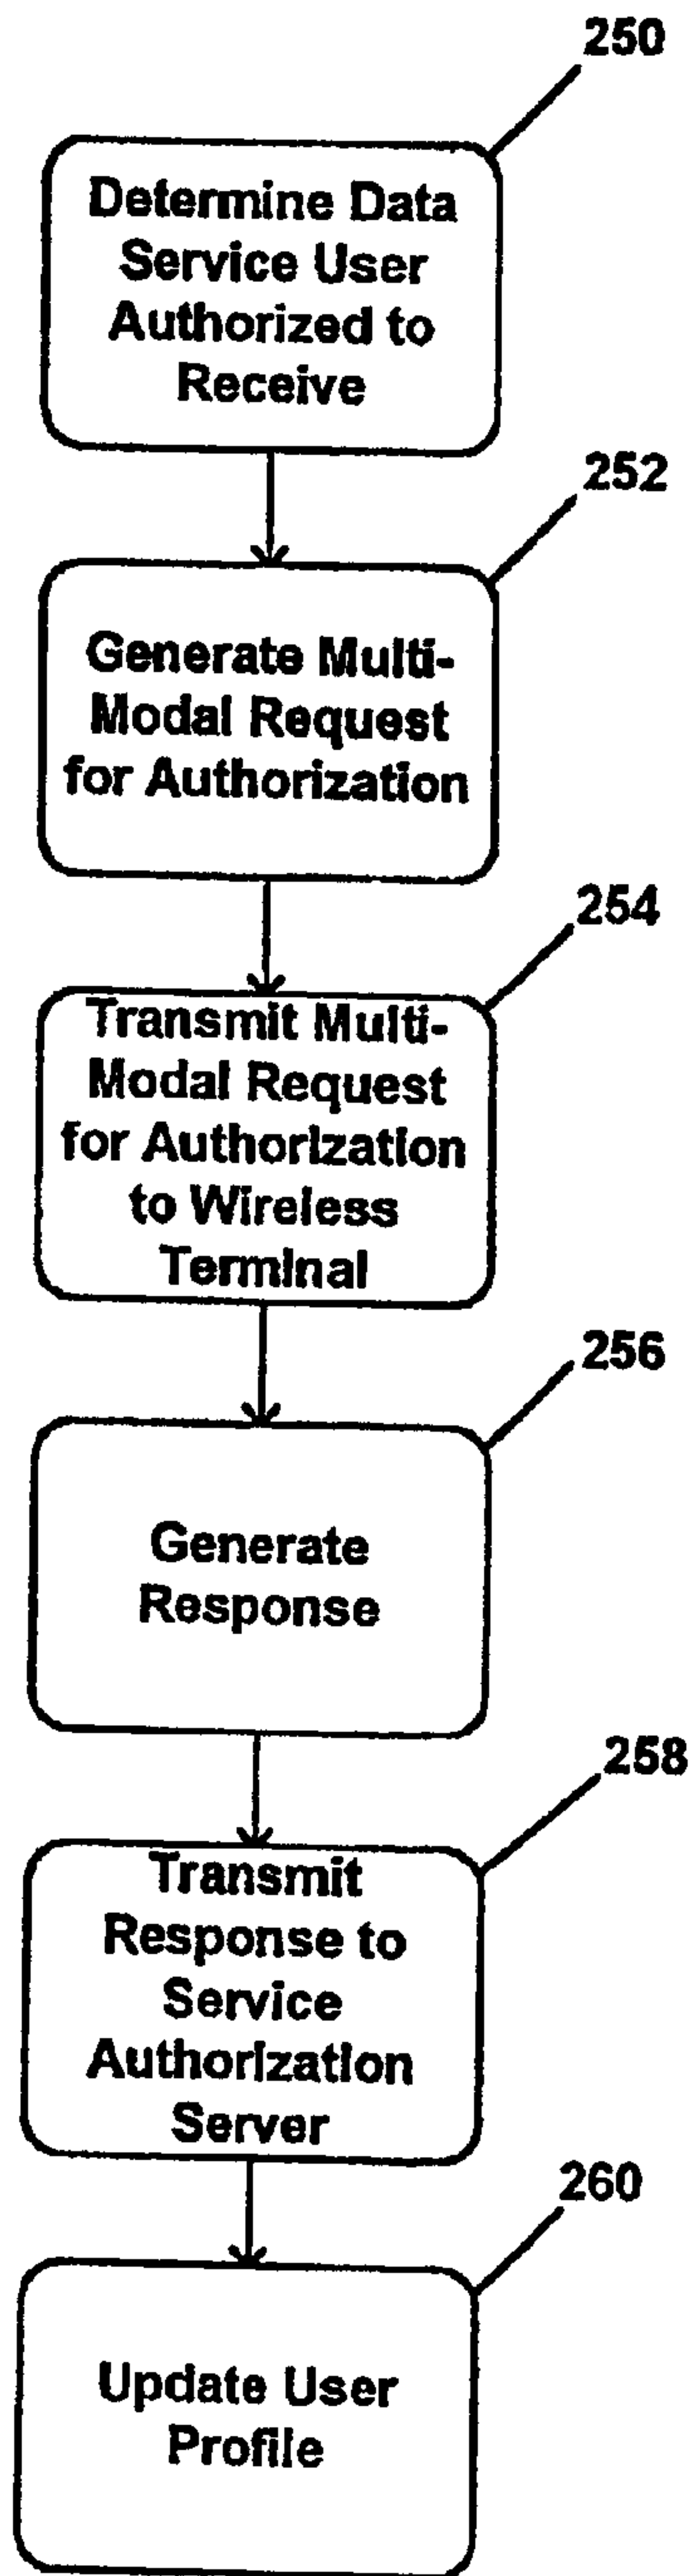 250
Determine Data
Service User
Authorized to
Receive
252
Generate Multi-
Modal Request
for Authorization
254
Transmit Multi-
Modal Request
for Authorization
to Wireless
Terminal
256
Generate
Response
258
Transmit
Response to
Service
Authorization
Server
260
Update User
Profile